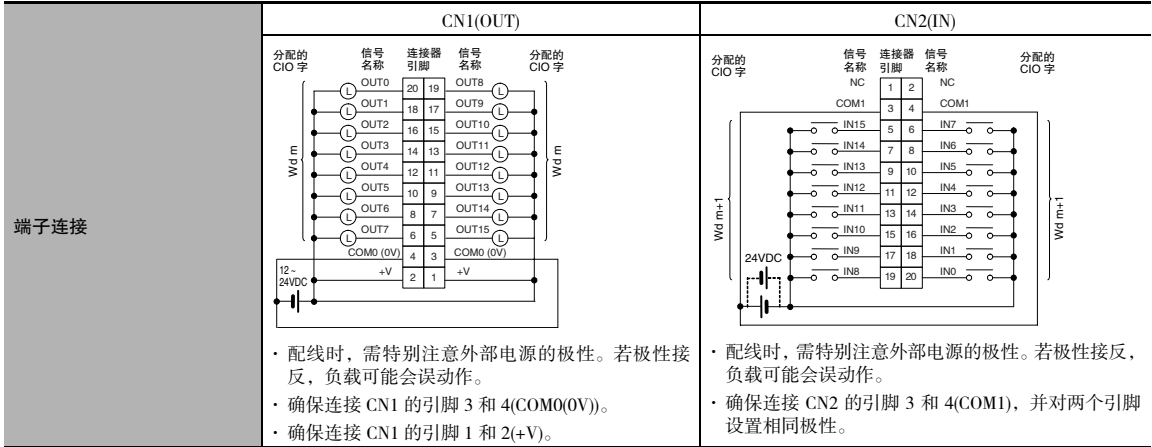 端子连接
CN1(OUT)
分配的 信号 连接器 信号 分配的
CIO 字 名称 引脚 名称 CIO 字
OUT0 20 19 OUT8
OUT1 18 17 OUT9
OUT2 16 15 OUT10
OUT3 14 13 OUT11
OUT4 12 11 OUT12
OUT5 10 9 OUT13
OUT6 8 7 OUT14
OUT7 6 5 OUT15
COM0 (0V) 4 3 COM0 (0V)
+V 2 1 +V
L L
L L
L L
L L
L L
L L
L L
L L
Wd m
Wd m
12 ~
24VDC
・ 配线时，需特别注意外部电源的极性。若极性接
反，负载可能会误动作。
・ 确保连接 CN1 的引脚 3 和 4(COM0(0V))。
・ 确保连接 CN1 的引脚 1 和 2(+V)。
CN2(IN)
分配的 信号 连接器 信号 分配的
CIO 字 名称 引脚 名称 CIO 字
NC 1 2 NC
COM1 3 4 COM1
IN15 5 6 IN7
IN14 7 8 IN6
IN13 9 10 IN5
IN12 11 12 IN4
IN11 13 14 IN3
IN10 15 16 IN2
IN9 17 18 IN1
IN8 19 20 IN0
Wd m+1
Wd m+1
24VDC
・ 配线时，需特别注意外部电源的极性。若极性接反，
负载可能会误动作。
・ 确保连接 CN2 的引脚 3 和 4(COM1)，并对两个引脚
设置相同极性。